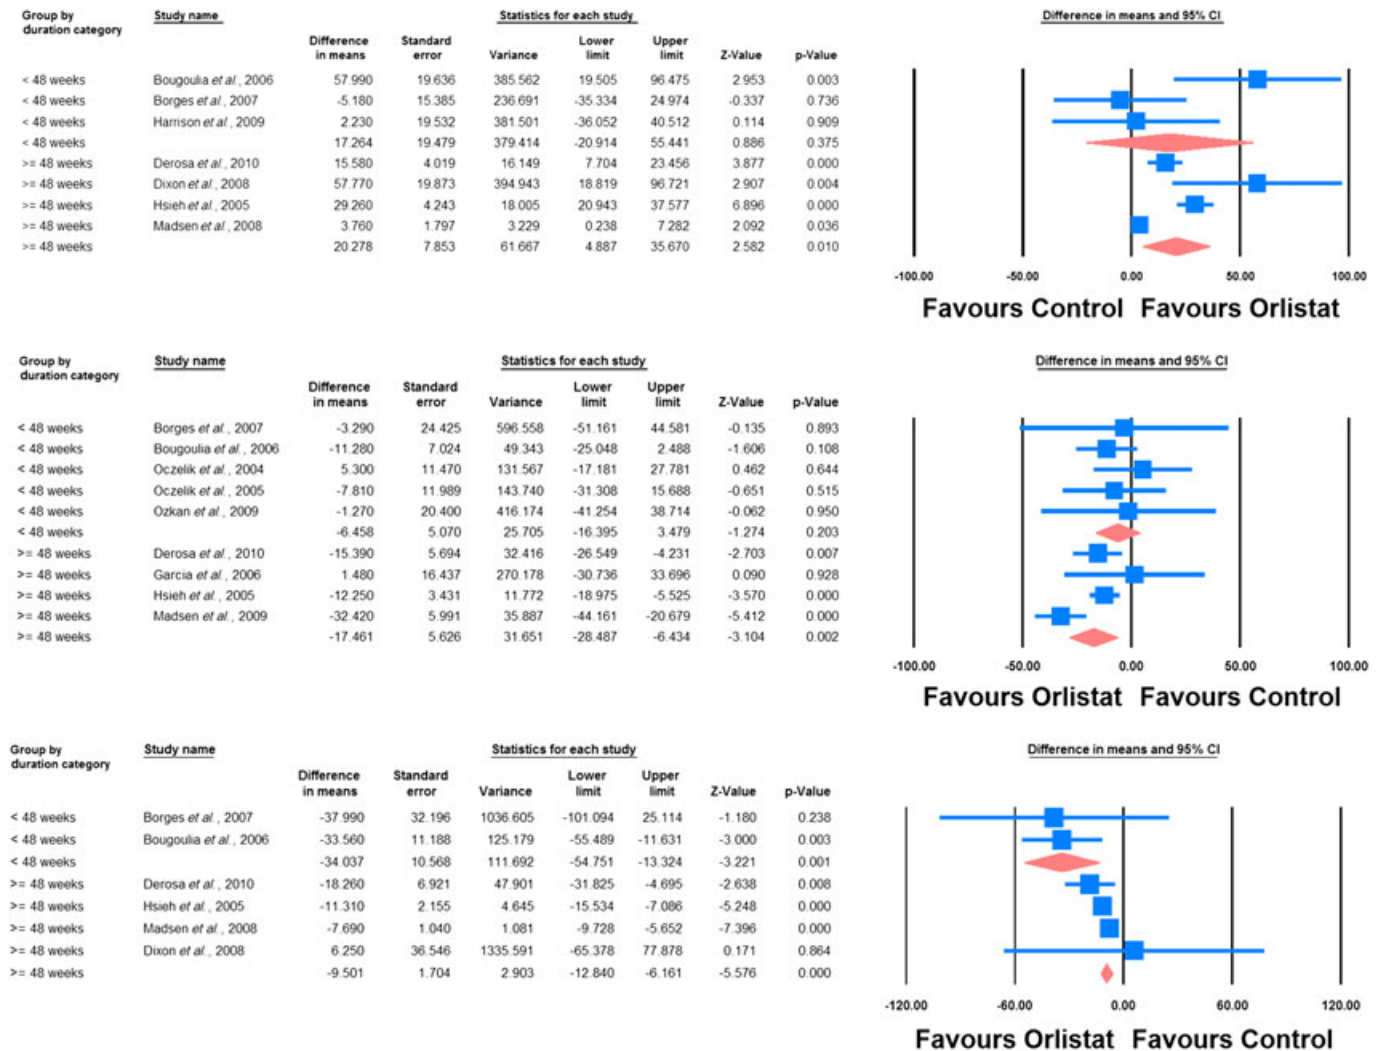 Group by duration category Study name Statistics for each study Difference in means and 95% CI
Difference in means Standard error Variance Lower limit Upper limit Z-Value p-Value
< 48 weeks Bougoulia et al., 2006 57.990 19.636 385.562 19.505 96.475 2.953 0.003
< 48 weeks Borges et al., 2007 -5.180 15.385 236.691 -35.334 24.974 -0.337 0.736
< 48 weeks Harrison et al., 2009 2.230 19.532 381.501 -36.052 40.512 0.114 0.909
< 48 weeks 17.264 19.479 379.414 -20.914 55.441 0.886 0.375
>= 48 weeks Derosa et al., 2010 15.580 4.019 16.149 7.704 23.456 3.877 0.000
>= 48 weeks Dixon et al., 2008 57.770 19.873 394.943 18.819 96.721 2.907 0.004
>= 48 weeks Hsieh et al., 2005 29.260 4.243 18.005 20.943 37.577 6.896 0.000
>= 48 weeks Madsen et al., 2008 3.760 1.797 3.229 0.238 7.282 2.092 0.036
>= 48 weeks 20.278 7.853 61.667 4.887 35.670 2.582 0.010
-100.00 -50.00 0.00 50.00 100.00
Favours Control Favours Orlistat
Group by duration category Study name Statistics for each study Difference in means and 95% CI
Difference in means Standard error Variance Lower limit Upper limit Z-Value p-Value
< 48 weeks Borges et al., 2007 -3.290 24.425 596.558 -51.161 44.581 -0.135 0.893
< 48 weeks Bougoulia et al., 2006 -11.280 7.024 49.343 -25.048 2.488 -1.606 0.108
< 48 weeks Oczelik et al., 2004 5.300 11.470 131.567 -17.181 27.781 0.462 0.644
< 48 weeks Oczelik et al., 2005 -7.810 11.989 143.740 -31.308 15.688 -0.651 0.515
< 48 weeks Ozkan et al., 2009 -1.270 20.400 416.174 -41.254 38.714 -0.062 0.950
< 48 weeks -6.458 5.070 25.705 -16.395 3.479 -1.274 0.203
>= 48 weeks Derosa et al., 2010 -15.390 5.694 32.416 -26.549 -4.231 -2.703 0.007
>= 48 weeks Garcia et al., 2006 1.480 16.437 270.178 -30.736 33.696 0.090 0.928
>= 48 weeks Hsieh et al., 2005 -12.250 3.431 11.772 -18.975 -5.525 -3.570 0.000
>= 48 weeks Madsen et al., 2009 -32.420 5.991 35.887 -44.161 -20.679 -5.412 0.000
>= 48 weeks -17.461 5.626 31.651 -28.487 -6.434 -3.104 0.002
-100.00 -50.00 0.00 50.00 100.00
Favours Orlistat Favours Control
Group by duration category Study name Statistics for each study Difference in means and 95% CI
Difference in means Standard error Variance Lower limit Upper limit Z-Value p-Value
< 48 weeks Borges et al., 2007 -37.990 32.196 1036.605 -101.094 25.114 -1.180 0.238
< 48 weeks Bougoulia et al., 2006 -33.560 11.188 125.179 -55.489 -11.631 -3.000 0.003
< 48 weeks -34.037 10.568 111.692 -54.751 -13.324 -3.221 0.001
>= 48 weeks Derosa et al., 2010 -18.260 6.921 47.901 -31.825 -4.695 -2.638 0.008
>= 48 weeks Hsieh et al., 2005 -11.310 2.155 4.645 -15.534 -7.086 -5.248 0.000
>= 48 weeks Madsen et al., 2008 -7.690 1.040 1.081 -9.728 -5.652 -7.396 0.000
>= 48 weeks Dixon et al., 2008 6.250 36.546 1335.591 -65.378 77.878 0.171 0.864
>= 48 weeks -9.501 1.704 2.903 -12.840 -6.161 -5.576 0.000
-120.00 -60.00 0.00 60.00 120.00
Favours Orlistat Favours Control